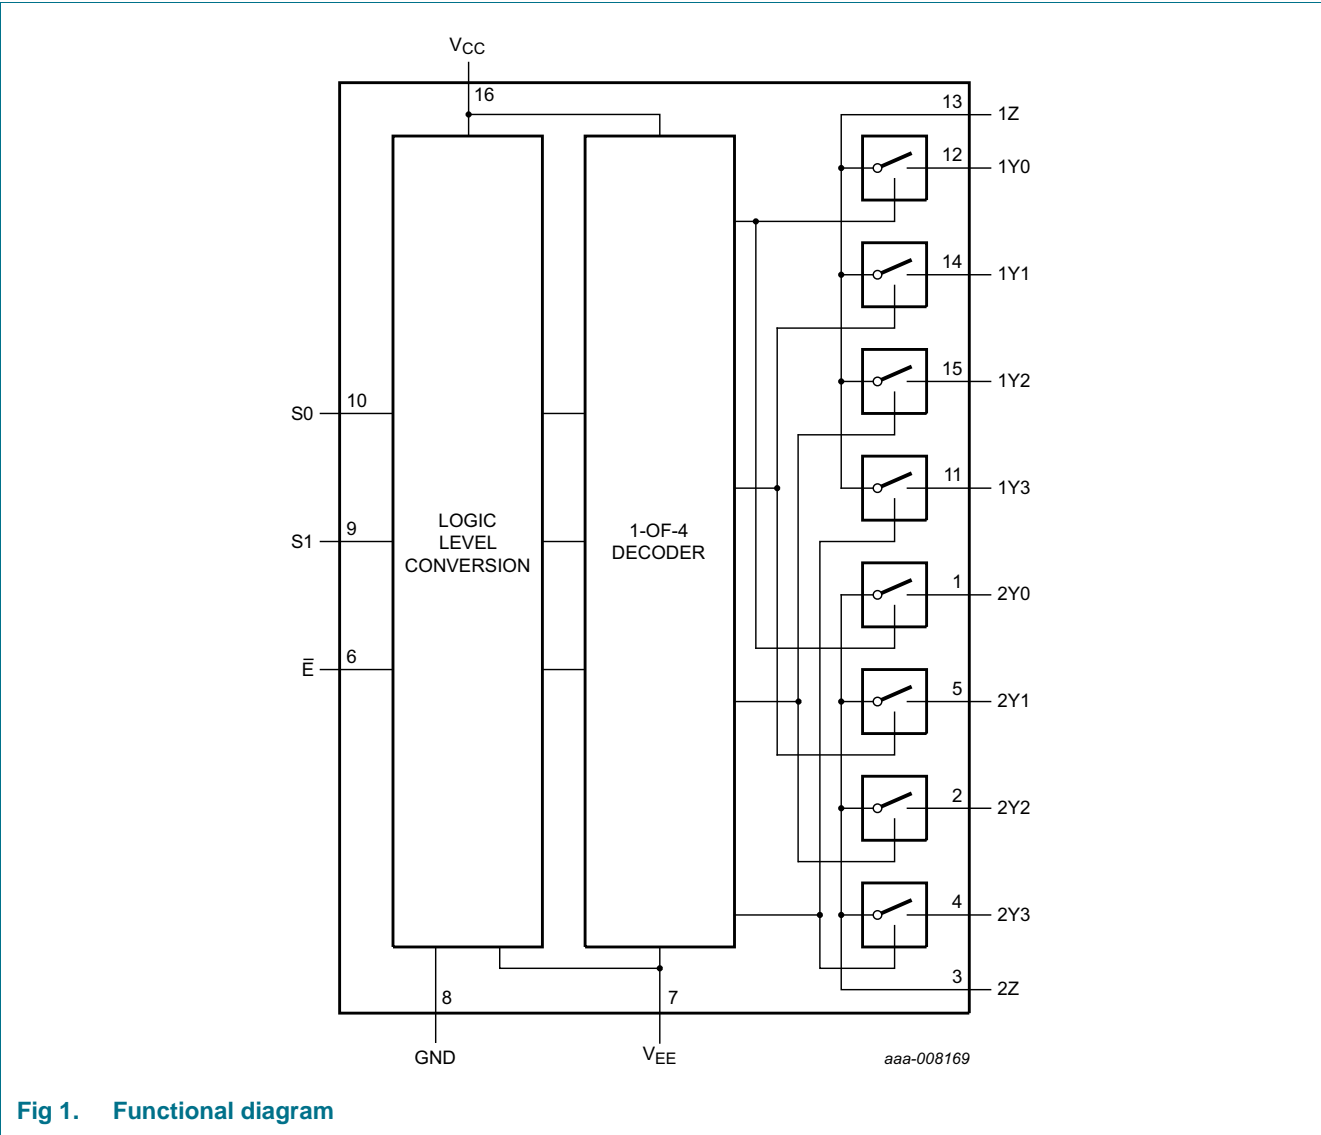 VCC
16
13 1Z
12 1Y0
14 1Y1
15 1Y2
11 1Y3
1 2Y0
5 2Y1
2 2Y2
4 2Y3
3 2Z
S0 10
S1 9
E̅ 6
LOGIC
LEVEL
CONVERSION
1-OF-4
DECODER
8
7
GND
VEE
aaa-008169
Fig 1. Functional diagram